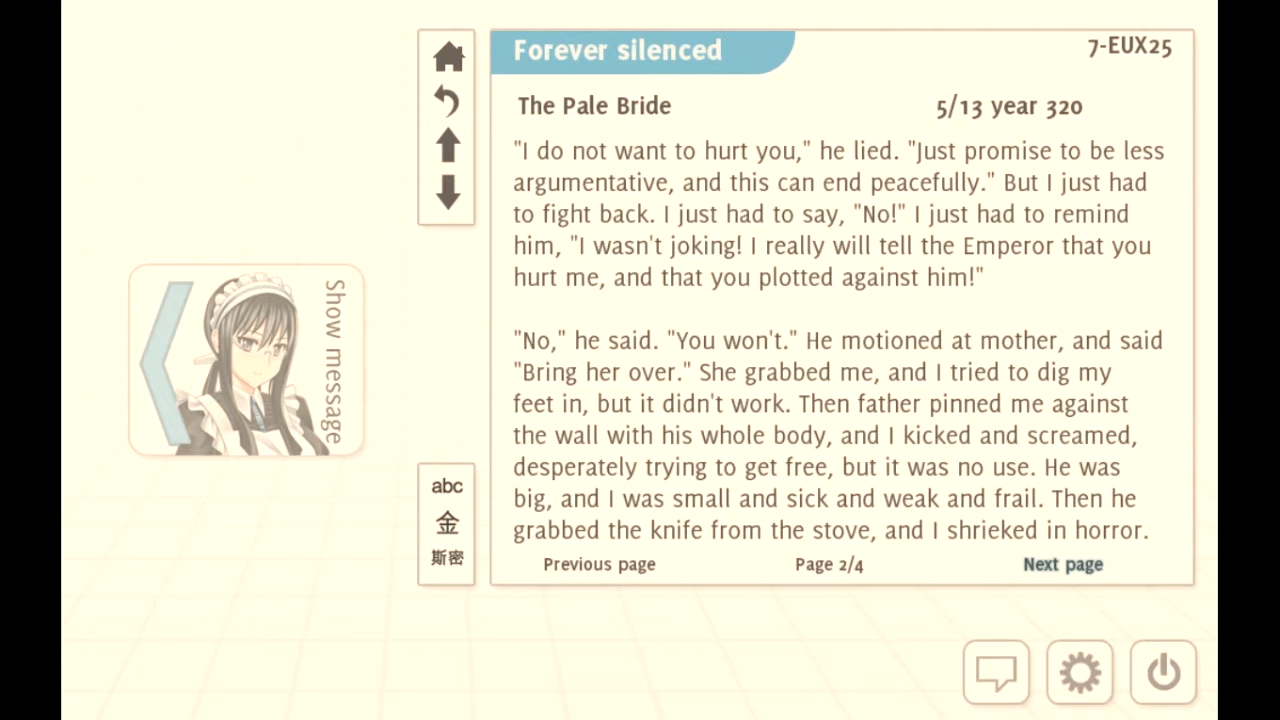 Forever silenced
7-EUX25
The Pale Bride
5/13 year 320
"I do not want to hurt you," he lied. "Just promise to be less
argumentative, and this can end peacefully." But I just had
to fight back. I just had to say, "No!" I just had to remind
him, "I wasn't joking! I really will tell the Emperor that you
hurt me, and that you plotted against him!"
"No," he said. "You won't." He motioned at mother, and said
"Bring her over." She grabbed me, and I tried to dig my
feet in, but it didn't work. Then father pinned me against
the wall with his whole body, and I kicked and screamed,
desperately trying to get free, but it was no use. He was
big, and I was small and sick and weak and frail. Then he
grabbed the knife from the stove, and I shrieked in horror.
Previous page
Page 2/4
Next page
Show message
abc
金
斯密